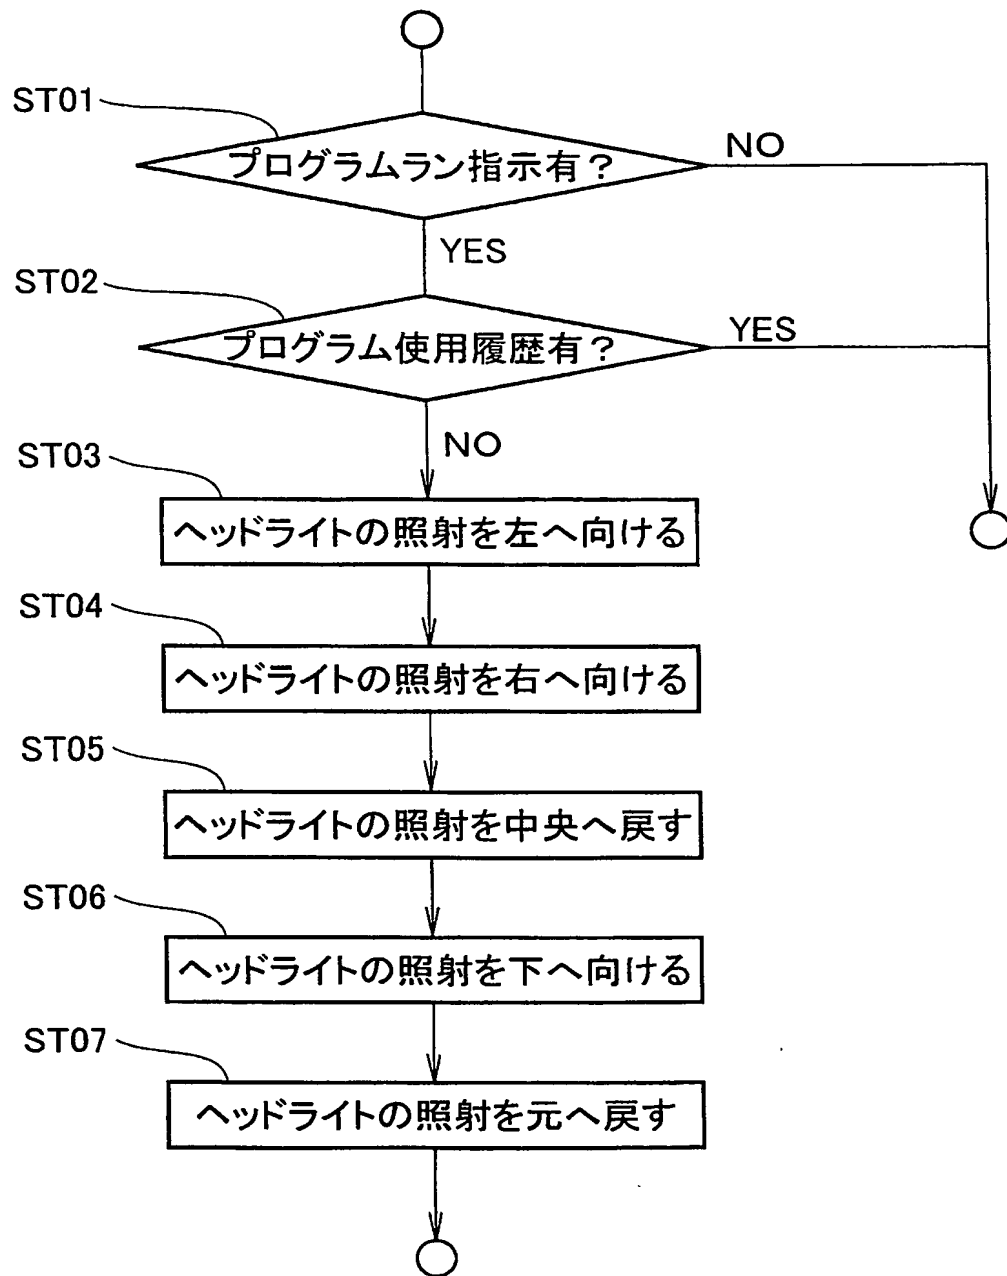 ST01
プログラムラン指示有？
NO
YES
ST02
プログラム使用履歴有？
YES
NO
ST03
ヘッドライトの照射を左へ向ける
ST04
ヘッドライトの照射を右へ向ける
ST05
ヘッドライトの照射を中央へ戻す
ST06
ヘッドライトの照射を下へ向ける
ST07
ヘッドライトの照射を元へ戻す